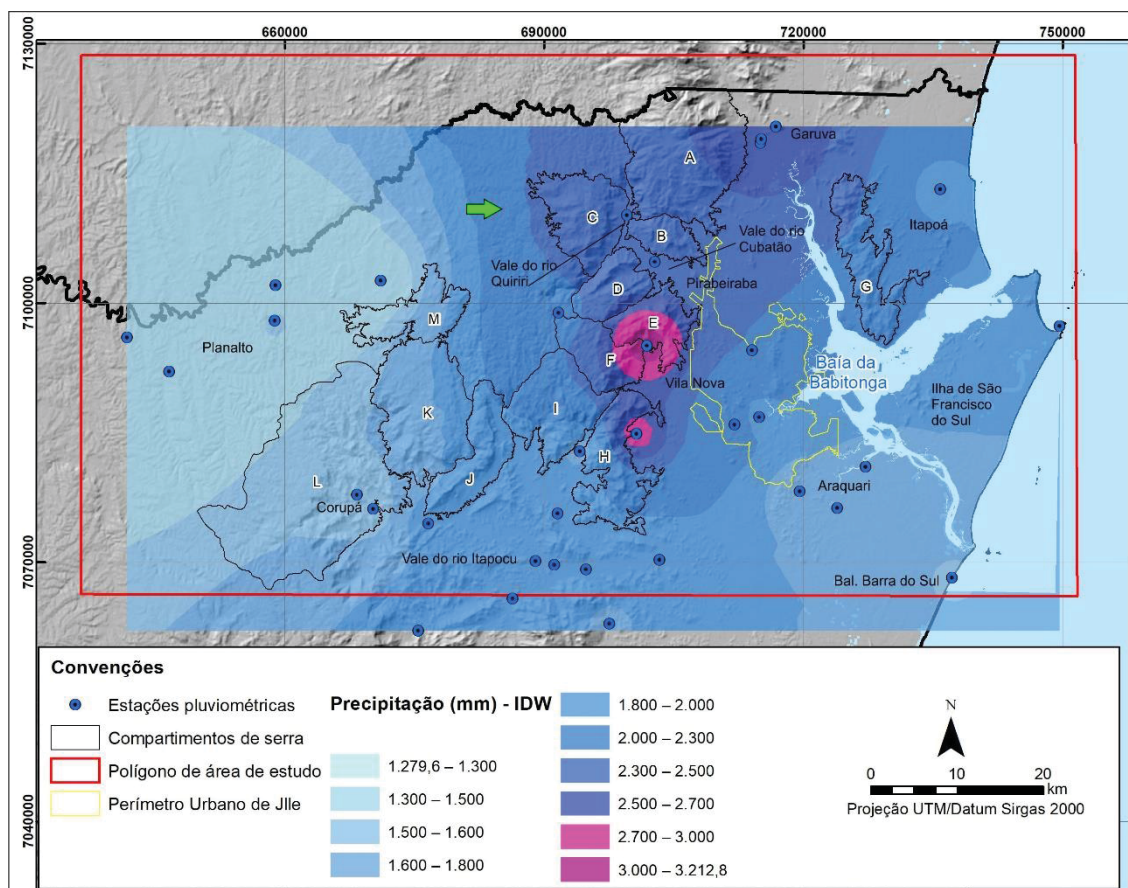 660000
690000
720000
750000
7130000
7100000
7070000
7040000
Garuva
A
Itapoá
C
B
Vale do rio
Cubatão
Vale do rio
Quiriri
Pirabeiraba
D
G
M
E
Planalto
F
Baía da
Babitonga
Vila Nova
Ilha de São
Francisco
do Sul
K
I
H
L
J
Corupá
Araquari
Vale do rio Itapocu
Bal. Barra do Sul
Convenções
Estações pluviométricas
Compartimentos de serra
Polígono de área de estudo
Perímetro Urbano de Jlle
Precipitação (mm) - IDW
1.279,6 – 1.300
1.300 – 1.500
1.500 – 1.600
1.600 – 1.800
1.800 – 2.000
2.000 – 2.300
2.300 – 2.500
2.500 – 2.700
2.700 – 3.000
3.000 – 3.212,8
N
0 10 20
km
Projeção UTM/Datum Sirgas 2000